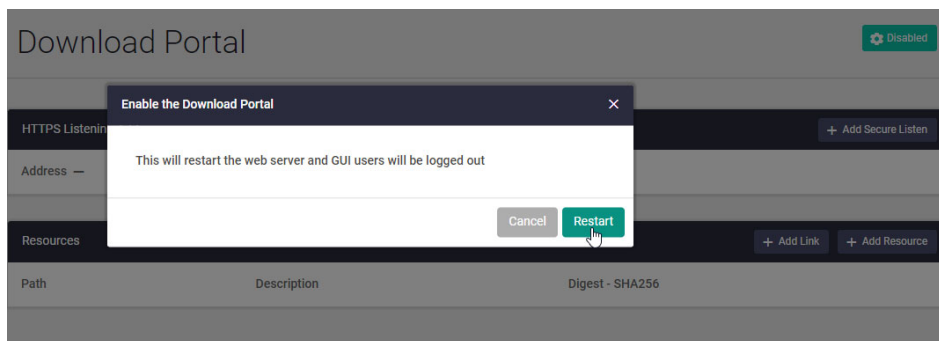 Download Portal
Disabled
Enable the Download Portal
HTTPS Listenin
+ Add Secure Listen
This will restart the web server and GUI users will be logged out
Address
Cancel
Restart
Resources
+ Add Link
+ Add Resource
Path
Description
Digest - SHA256